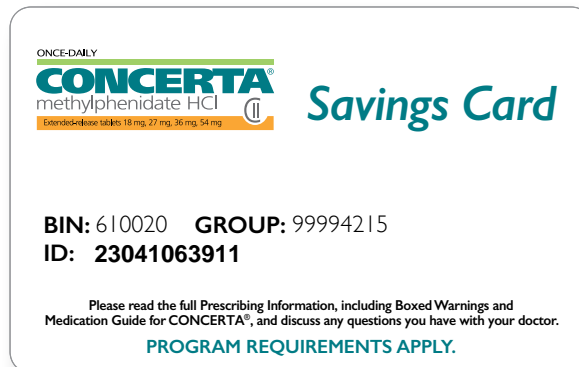 ONCE-DAILY
CONCERTA®
methylphenidate HCl CII
Extended-release tablets 18 mg, 27 mg, 36 mg, 54 mg
Savings Card
BIN: 610020 GROUP: 99994215
ID: 23041063911
Please read the full Prescribing Information, including Boxed Warnings and
Medication Guide for CONCERTA®, and discuss any questions you have with your doctor.
PROGRAM REQUIREMENTS APPLY.